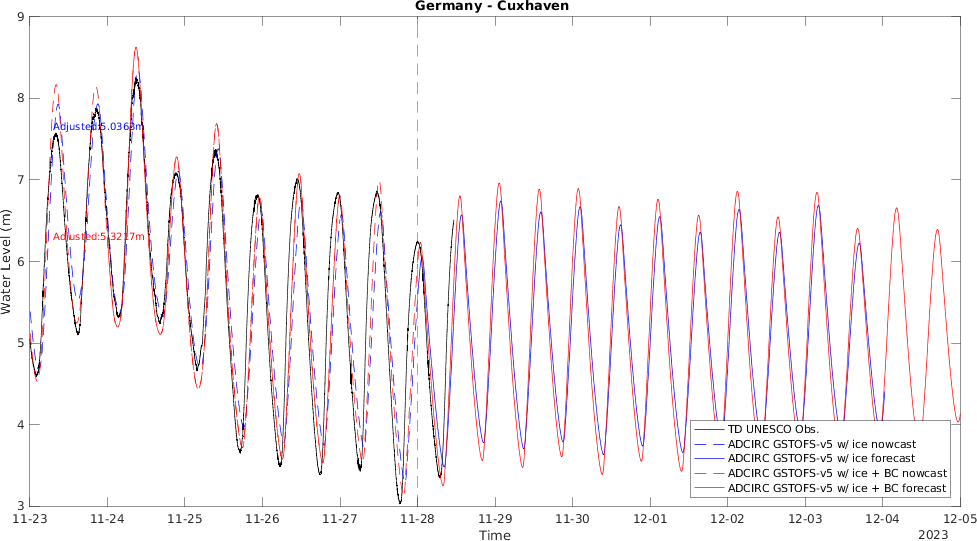 Germany - Cuxhaven
9
8
7
6
5
4
3
Water Level (m)
Adjusted:5.0363m
Adjusted:5.3217m
TD UNESCO Obs.
ADCIRC GSTOFS-v5 w/ ice nowcast
ADCIRC GSTOFS-v5 w/ ice forecast
ADCIRC GSTOFS-v5 w/ ice + BC nowcast
ADCIRC GSTOFS-v5 w/ ice + BC forecast
11-23 11-24 11-25 11-26 11-27 11-28 11-29 11-30 12-01 12-02 12-03 12-04 12-05
Time
2023